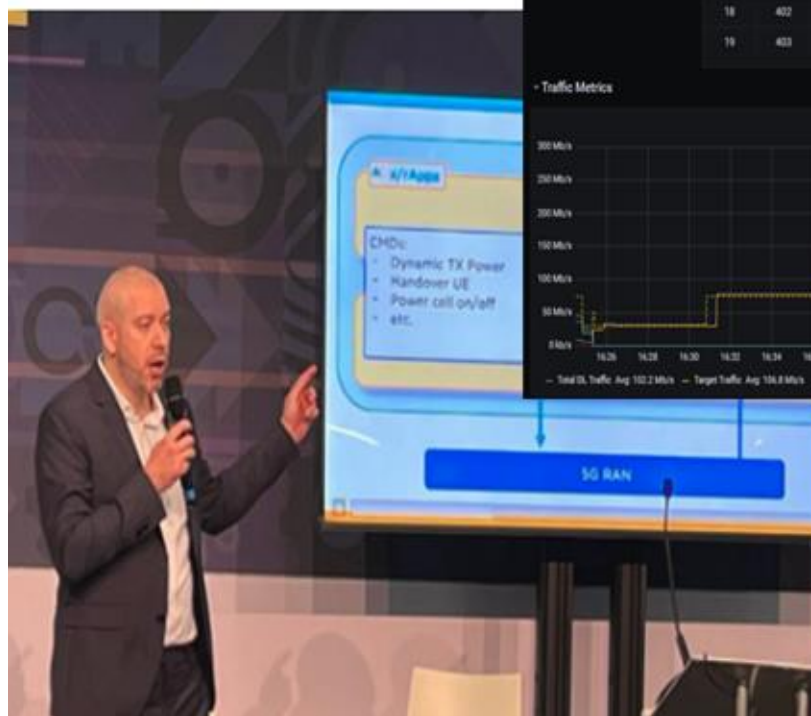 18 402
19 403
Traffic Metrics
300 Mb/s
250 Mb/s
200 Mb/s
150 Mb/s
100 Mb/s
50 Mb/s
0 kb/s
16:26 16:28 16:30 16:32 16:34
Total DL Traffic Avg: 102.2 Mb/s Target Traffic Avg: 106.8 Mb/s
x/rApps
CMDs:
- Dynamic TX Power
- Handover UE
- Power cell on/off
- etc.
5G RAN